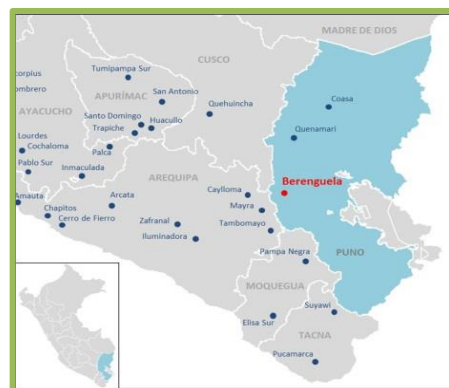 MADRE DE DIOS
CUSCO
corpius
ombrero
Tumipampa Sur
APURÍMAC
San Antonio
Coasa
AYACUCHO
Santo Domingo
Huacullo
Quehuincha
Trapiche
Quenamari
Lourdes
Cochaloma
Palca
Pablo Sur
Inmaculada
AREQUIPA
Berenguela
Caylloma
Amauta
Arcata
Mayra
Chapitos
Cerro de Fierro
Zafranal
Tambomayo
Iluminadora
Pampa Negra
PUNO
MOQUEGUA
Suyawi
Elisa Sur
TACNA
Pucamarca